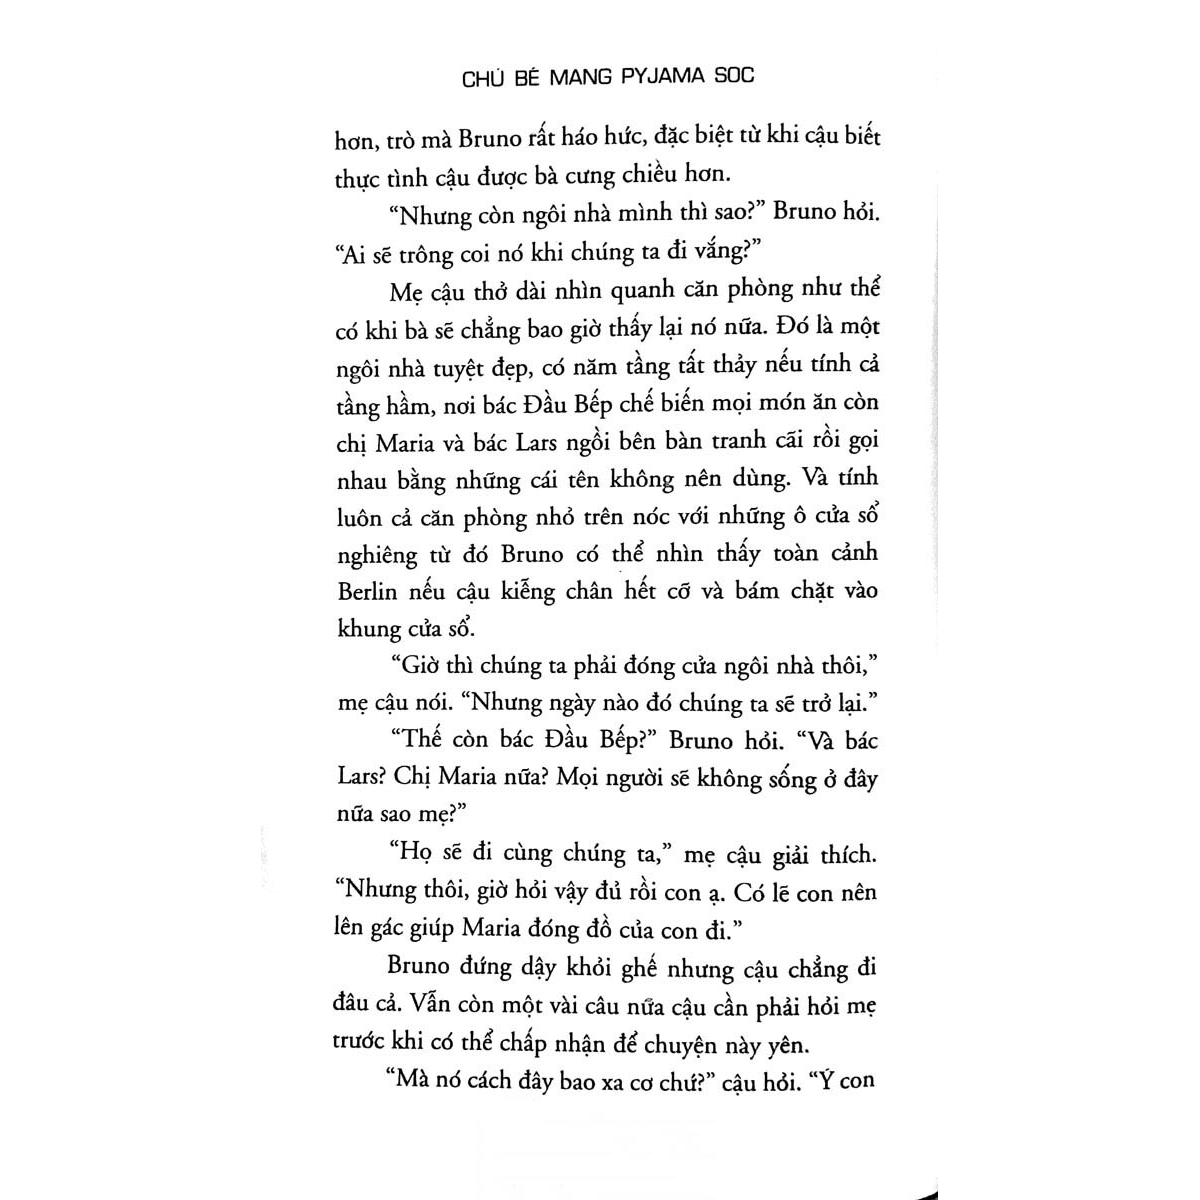 CHÚ BÉ MANG PYJAMA SỌC
hơn, trò mà Bruno rất háo hức, đặc biệt từ khi cậu biết
thực tình cậu được bà cưng chiều hơn.
“Nhưng còn ngôi nhà mình thì sao?” Bruno hỏi.
“Ai sẽ trông coi nó khi chúng ta đi vắng?”
Mẹ cậu thở dài nhìn quanh căn phòng như thể
có khi bà sẽ chẳng bao giờ thấy lại nó nữa. Đó là một
ngôi nhà tuyệt đẹp, có năm tầng tất thảy nếu tính cả
tầng hầm, nơi bác Đầu Bếp chế biến mọi món ăn còn
chị Maria và bác Lars ngồi bên bàn tranh cãi rồi gọi
nhau bằng những cái tên không nên dùng. Và tính
luôn cả căn phòng nhỏ trên nóc với những ô cửa sổ
nghiêng từ đó Bruno có thể nhìn thấy toàn cảnh
Berlin nếu cậu kiễng chân hết cỡ và bám chặt vào
khung cửa sổ.
“Giờ thì chúng ta phải đóng cửa ngôi nhà thôi,”
mẹ cậu nói. “Nhưng ngày nào đó chúng ta sẽ trở lại.”
“Thế còn bác Đầu Bếp?” Bruno hỏi. “Và bác
Lars? Chị Maria nữa? Mọi người sẽ không sống ở đây
nữa sao mẹ?”
“Họ sẽ đi cùng chúng ta,” mẹ cậu giải thích.
“Nhưng thôi, giờ hỏi vậy đủ rồi con ạ. Có lẽ con nên
lên gác giúp Maria đóng đồ của con đi.”
Bruno đứng dậy khỏi ghế nhưng cậu chẳng đi
đâu cả. Vẫn còn một vài câu nữa cậu cần phải hỏi mẹ
trước khi có thể chấp nhận để chuyện này yên.
“Mà nó cách đây bao xa cơ chứ?” cậu hỏi. “Ý con